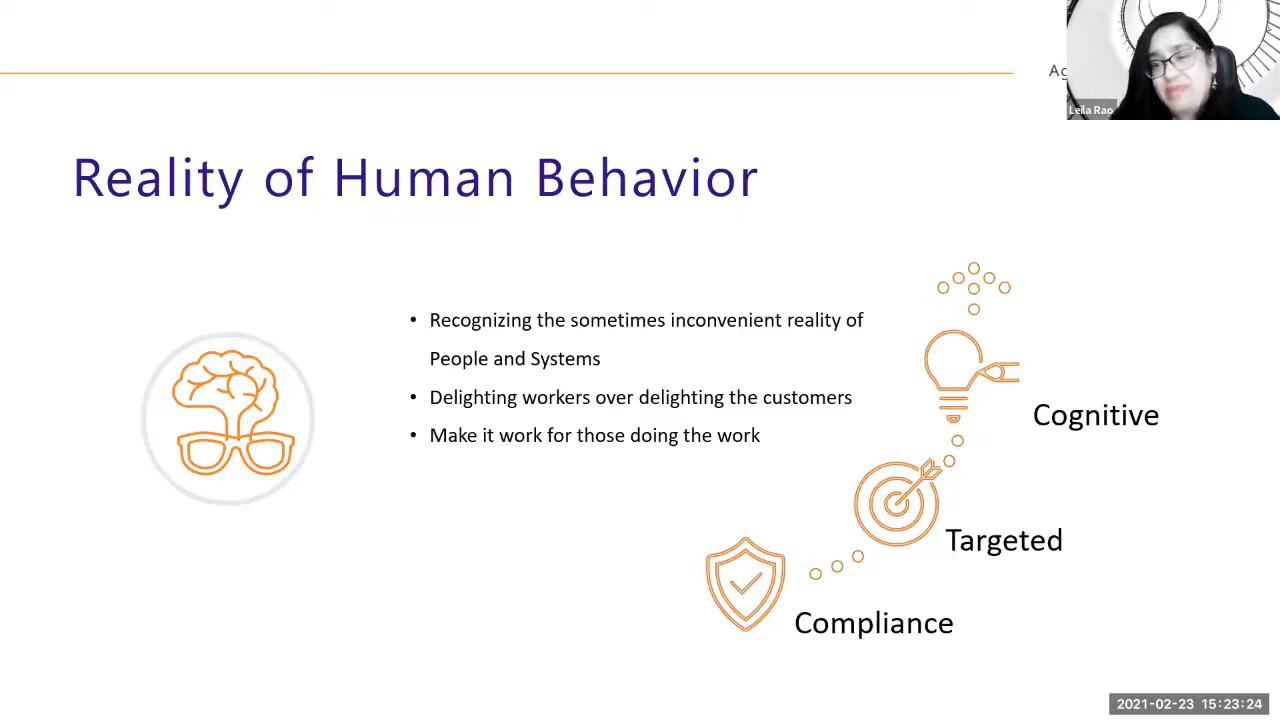 Leila Rao
Reality of Human Behavior
• Recognizing the sometimes inconvenient reality of
People and Systems
• Delighting workers over delighting the customers
• Make it work for those doing the work
Cognitive
Targeted
Compliance
2021-02-23 15:23:24